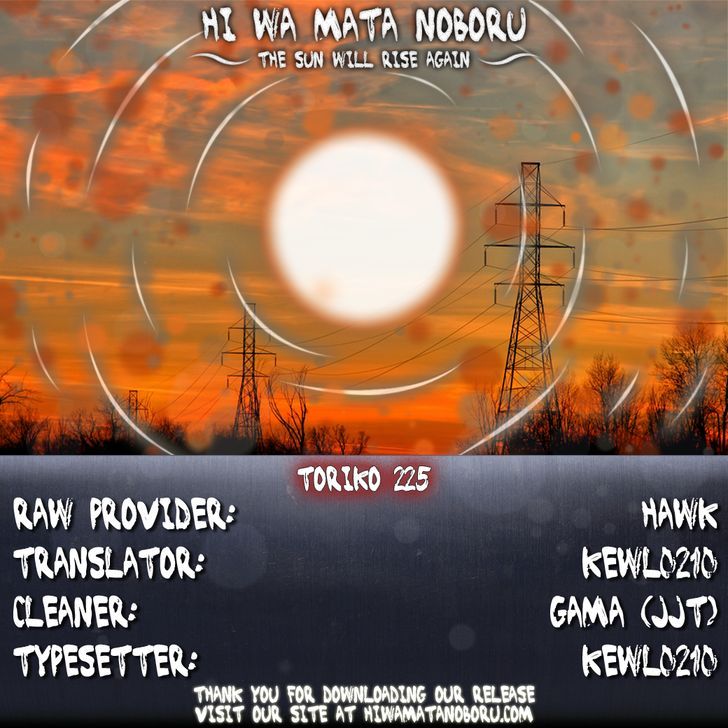 HI WA MATA NOBORU
THE SUN WILL RISE AGAIN
TORIKO 225
RAW PROVIDER: HAWK
TRANSLATOR: KEWL0210
CLEANER: GAMA (JJT)
TYPESETTER: KEWL0210
THANK YOU FOR DOWNLOADING OUR RELEASE
VISIT OUR SITE AT HIWAMATANOBORU.COM